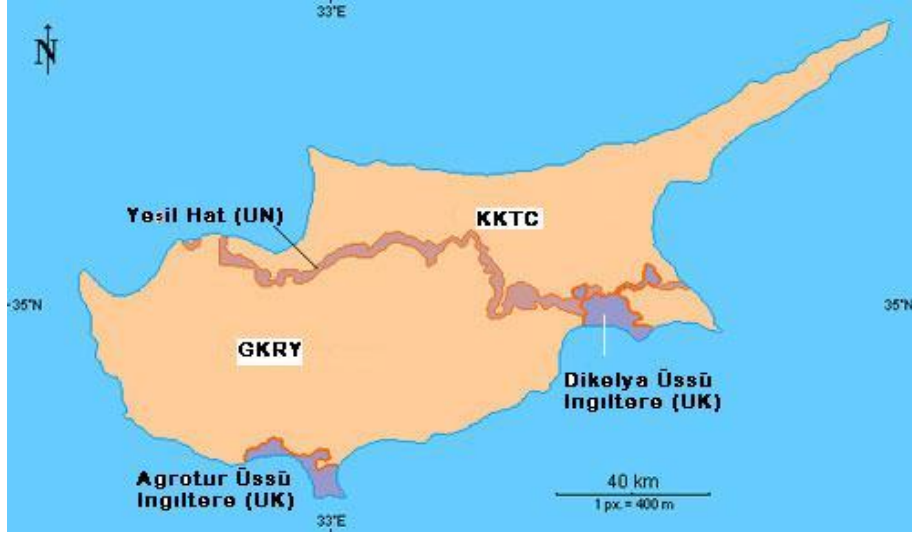 33°E
N
KKTC
Yeşil Hat (UN)
35°N
35°N
GKRY
Dikelya Üssü
Ingiltere (UK)
Agrotur Üssü
Ingiltere (UK)
40 km
1 px. = 400 m
33°E